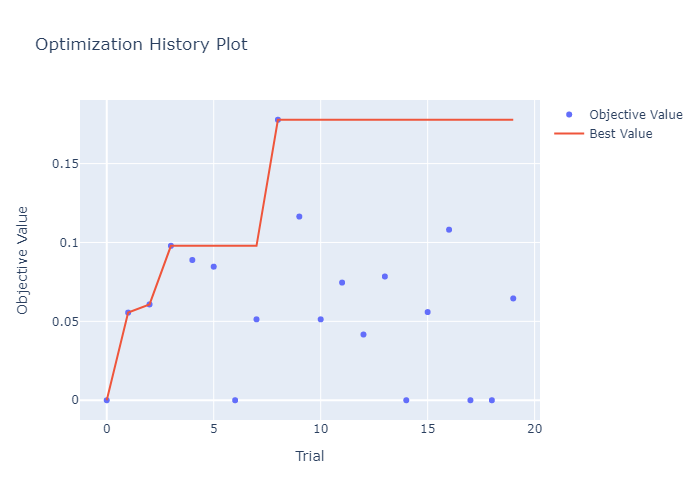 Optimization History Plot
Objective Value
Best Value
0.15
0.1
0.05
0
Objective Value
0 5 10 15 20
Trial